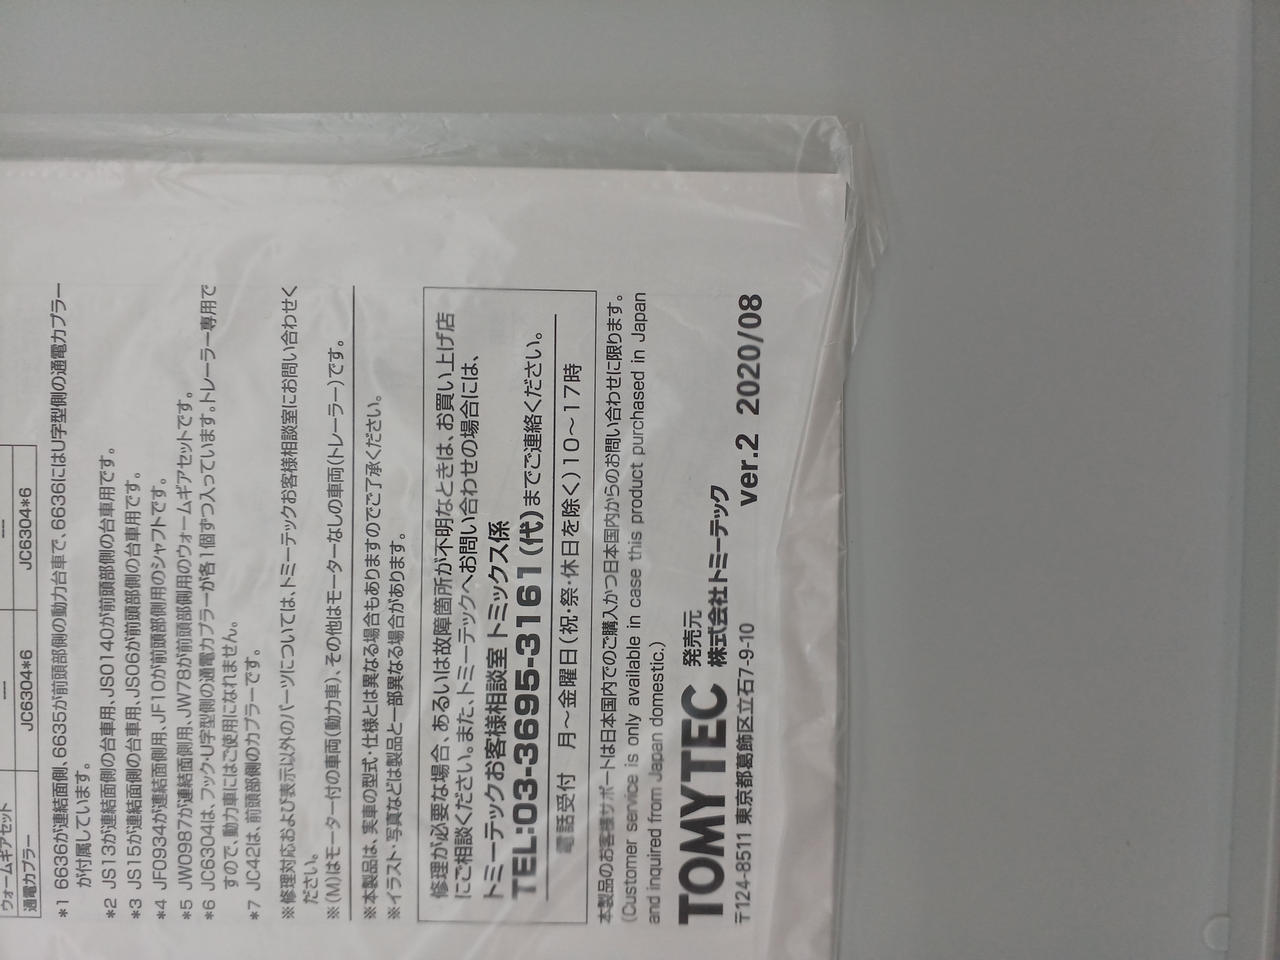 ウォームギアセット --- ---
通電カプラー JC6304*6 JC6304*6
*1 6636が連結面側、6635が前頭部側の動力台車で、6636にはU字型側の通電カプラー
が付属しています。
*2 JS13が連結面側の台車用、JS0140が前頭部側の台車用です。
*3 JS15が連結面側の台車用、JS06が前頭部側の台車用です。
*4 JF0934が連結面側用、JF10が前頭部側用のシャフトです。
*5 JW0987が連結面側用、JW78が前頭部側用のウォームギアセットです。
*6 JC6304は、フック・U字型側の通電カプラーが各1個ずつ入っています。トレーラー専用で
すので、動力車にはご使用になれません。
*7 JC42は、前頭部側のカプラーです。
※修理対応および表示以外のパーツについては、トミーテックお客様相談室にお問い合わせく
ださい。
※(M)はモーター付の車両(動力車)、その他はモーターなしの車両(トレーラー)です。
※本製品は、実車の型式・仕様とは異なる場合もありますのでご了承ください。
※イラスト・写真などは製品と一部異なる場合があります。
修理が必要な場合、あるいは故障箇所が不明なときは、お買い上げ店
にご相談ください。また、トミーテックへお問い合わせの場合には、
トミーテックお客様相談室 トミックス係
TEL:03-3695-3161(代)までご連絡ください。
電話受付 月～金曜日(祝・祭・休日を除く)10～17時
本製品のお客様サポートは日本国内でのご購入かつ日本国内からのお問い合わせに限ります。
(Customer service is only available in case this product purchased in Japan
and inquired from Japan domestic.)
TOMYTEC 発売元 株式会社トミーテック
〒124-8511 東京都葛飾区立石7-9-10 ver.2 2020/08